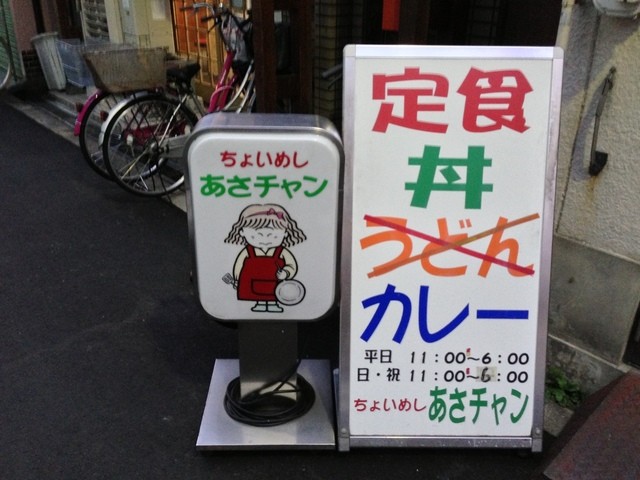 ちょいめし
あさチャン
定食
丼
うどん
カレー
平日 11:00～6:00
日・祝 11:00～6:00
ちょいめし あさチャン